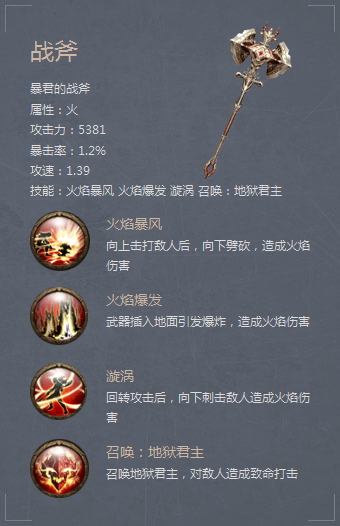 战斧
暴君的战斧
属性：火
攻击力：5381
暴击率：1.2%
攻速：1.39
技能：火焰暴风 火焰爆发 漩涡 召唤：地狱君主
火焰暴风
向上击打敌人后，向下劈砍，造成火焰
伤害
火焰爆发
武器插入地面引发爆炸，造成火焰伤害
漩涡
回转攻击后，向下刺击敌人造成火焰伤
害
召唤：地狱君主
召唤地狱君主，对敌人造成致命打击